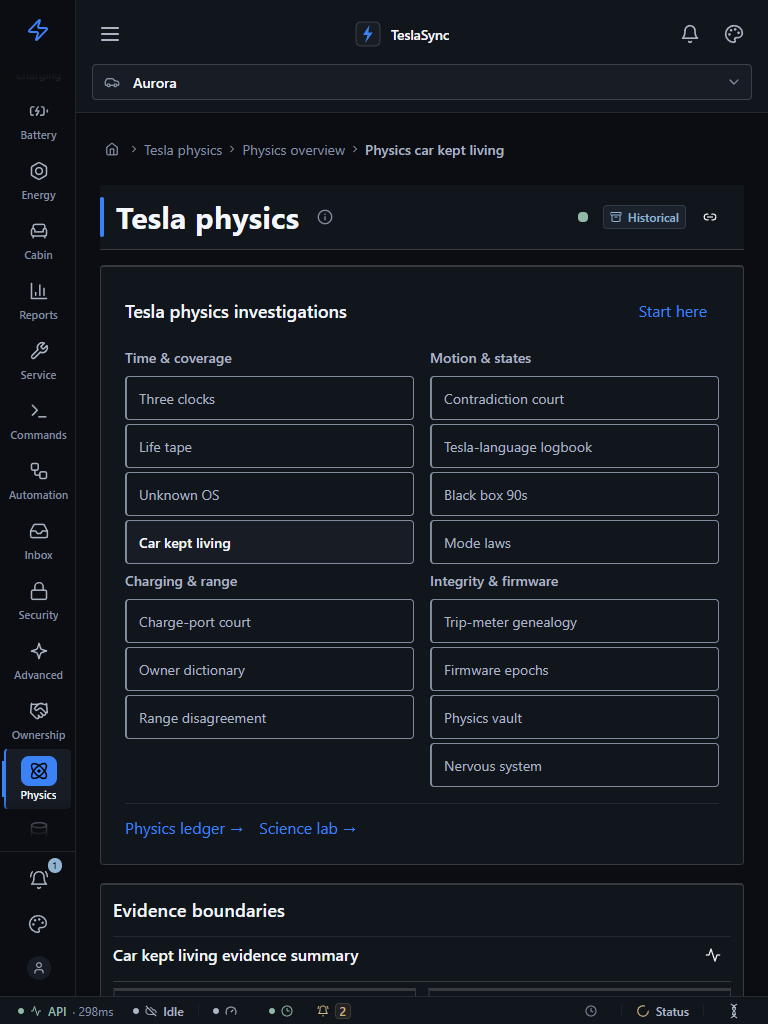 TeslaSync
Aurora
Battery
Energy
Cabin
Reports
Service
Commands
Automation
Inbox
Security
Advanced
Ownership
Physics
1
Tesla physics
Physics overview
Physics car kept living
Tesla physics
Historical
Tesla physics investigations
Start here
Time & coverage
Three clocks
Life tape
Unknown OS
Car kept living
Motion & states
Contradiction court
Tesla-language logbook
Black box 90s
Mode laws
Charging & range
Charge-port court
Owner dictionary
Range disagreement
Integrity & firmware
Trip-meter genealogy
Firmware epochs
Physics vault
Nervous system
Physics ledger →
Science lab →
Evidence boundaries
Car kept living evidence summary
API · 298ms
Idle
2
Status